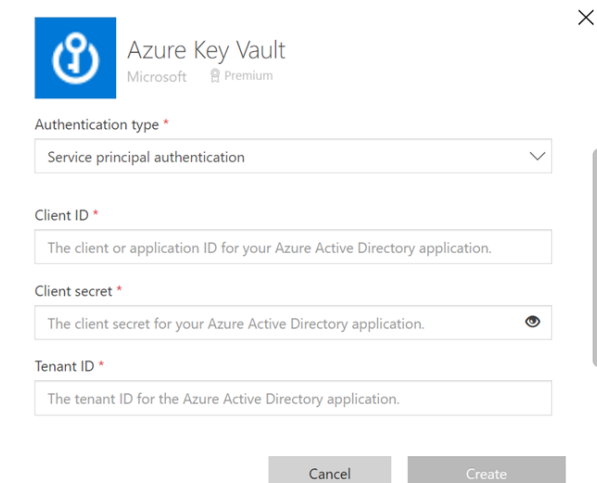 Azure Key Vault
Microsoft Premium
Authentication type *
Service principal authentication
Client ID *
The client or application ID for your Azure Active Directory application.
Client secret *
The client secret for your Azure Active Directory application.
Tenant ID *
The tenant ID for the Azure Active Directory application.
Cancel Create